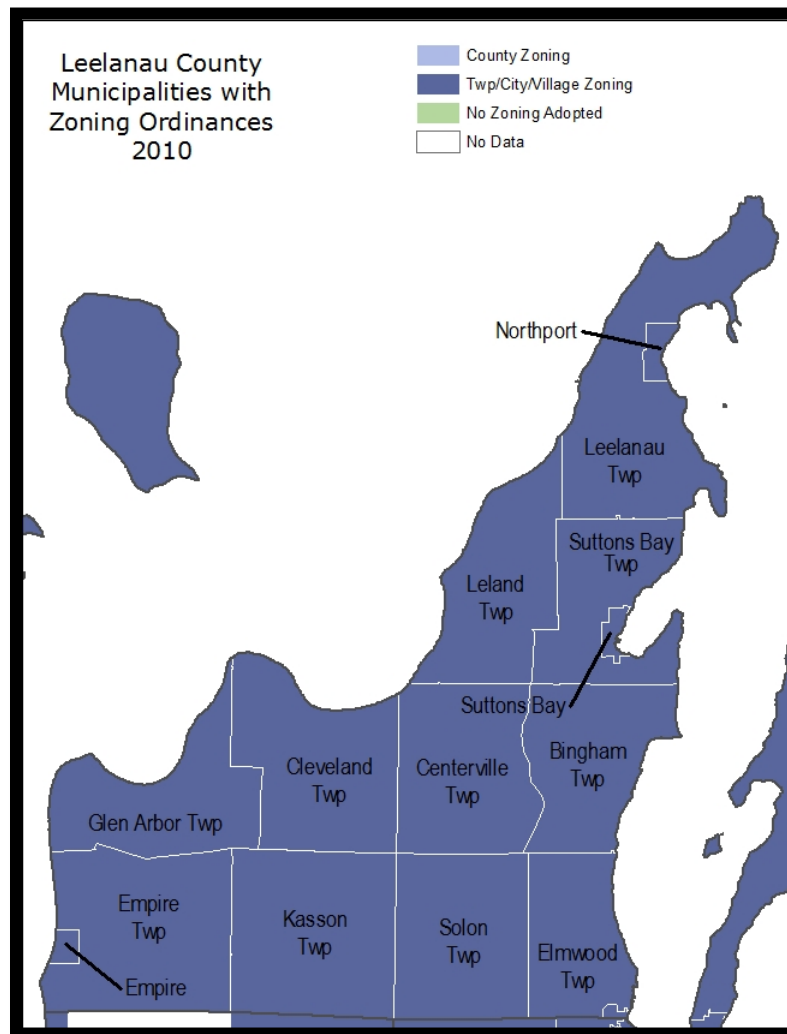 Leelanau County
Municipalities with
Zoning Ordinances
2010
County Zoning
Twp/City/Village Zoning
No Zoning Adopted
No Data
Northport
Leelanau
Twp
Suttons Bay
Twp
Leland
Twp
Suttons Bay
Bingham
Twp
Cleveland
Twp
Centerville
Twp
Glen Arbor Twp
Empire
Twp
Kasson
Twp
Solon
Twp
Elmwood
Twp
Empire